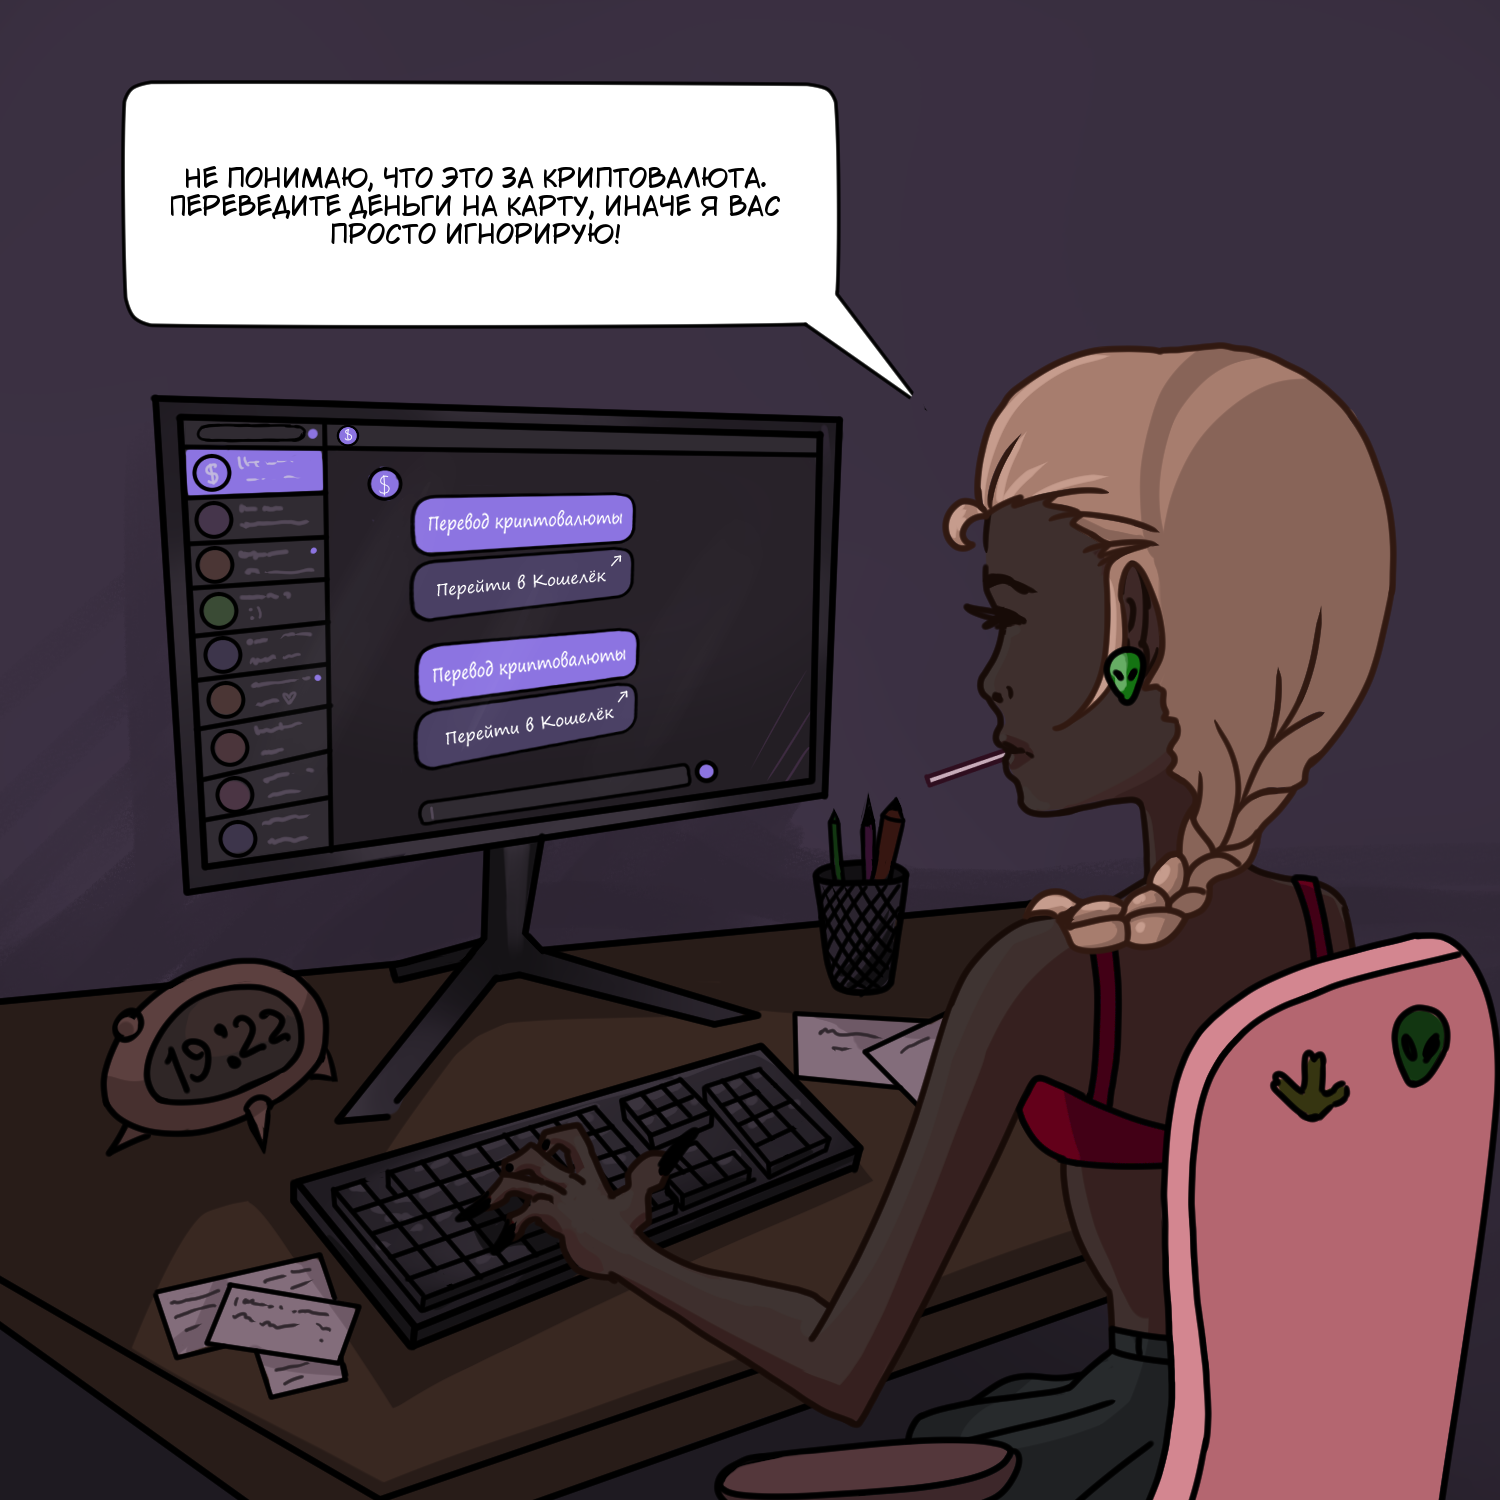 НЕ ПОНИМАЮ, ЧТО ЭТО ЗА КРИПТОВАЛЮТА.
ПЕРЕВЕДИТЕ ДЕНЬГИ НА КАРТУ, ИНАЧЕ Я ВАС
ПРОСТО ИГНОРИРУЮ!
$
$
$
Перевод криптовалюты
Перейти в Кошелёк ↗
:)
Перевод криптовалюты
Перейти в Кошелёк ↗
19:22